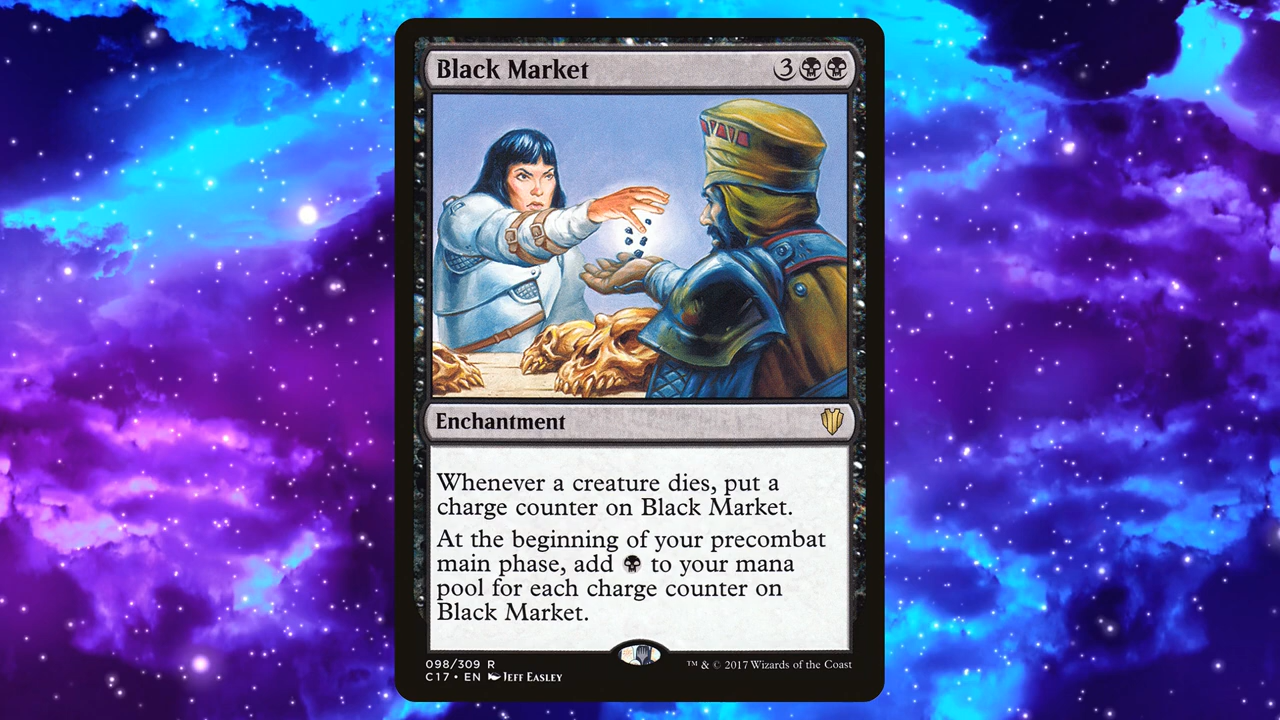 Black Market 3
Enchantment
Whenever a creature dies, put a
charge counter on Black Market.
At the beginning of your precombat
main phase, add to your mana
pool for each charge counter on
Black Market.
098/309 R
™ & © 2017 Wizards of the Coast
C17 • EN JEFF EASLEY